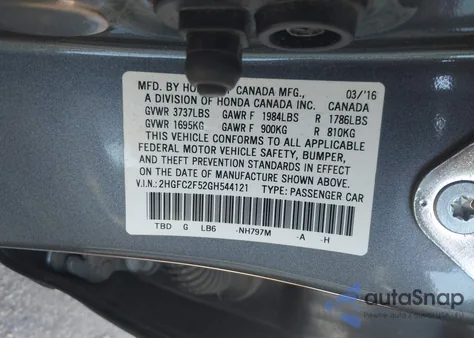 MFD. BY HO OF CANADA MFG., 03/'16
A DIVISION OF HONDA CANADA INC. CANADA
GVWR 3737LBS GAWR F 1984LBS R 1786LBS
GVWR 1695KG GAWR F 900KG R 810KG
THIS VEHICLE CONFORMS TO ALL APPLICABLE
FEDERAL MOTOR VEHICLE SAFETY, BUMPER,
AND THEFT PREVENTION STANDARDS IN EFFECT
ON THE DATE OF MANUFACTURE SHOWN ABOVE.
V.I.N.: 2HGFC2F52GH544121 TYPE: PASSENGER CAR
TBD G LB6 -NH797M -A -H
autoSnap